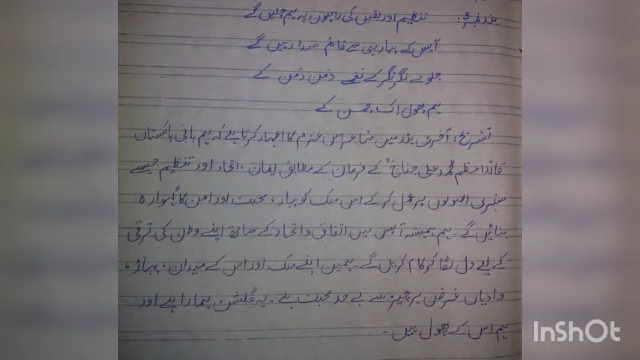 بند نمبر ۵: تنظیم اور یقیں کی راہوں پر ہم چلیں گے
آپس کے پیار ہی سے قائم سدا رہیں گے
جلوے نگر نگر کے نغمے دمن دمن کے
ہم پھول اک چمن کے
تشریح: آخری بند میں شاعر اس عزم کا اظہار کرتا ہے کہ ہم بانی پاکستان
قائداعظم محمد علی جناحؒ کے فرمان کے مطابق ایمان، اتحاد اور تنظیم جیسے
سنہری اصولوں پر عمل کر کے اس ملک کو پیار، محبت اور امن کا گہوارہ
بنائیں گے۔ ہم ہمیشہ آپس میں اتفاق و اتحاد کے ساتھ اپنے وطن کی ترقی
کے لیے دل لگا کر کام کریں گے۔ ہمیں اپنے ملک اور اس کے میدان، پہاڑ،
وادیاں غرض ہر چیز سے بے حد محبت ہے۔ یہ گلشن ہمارا ہے اور
ہم اس کے پھول ہیں۔
InShOt